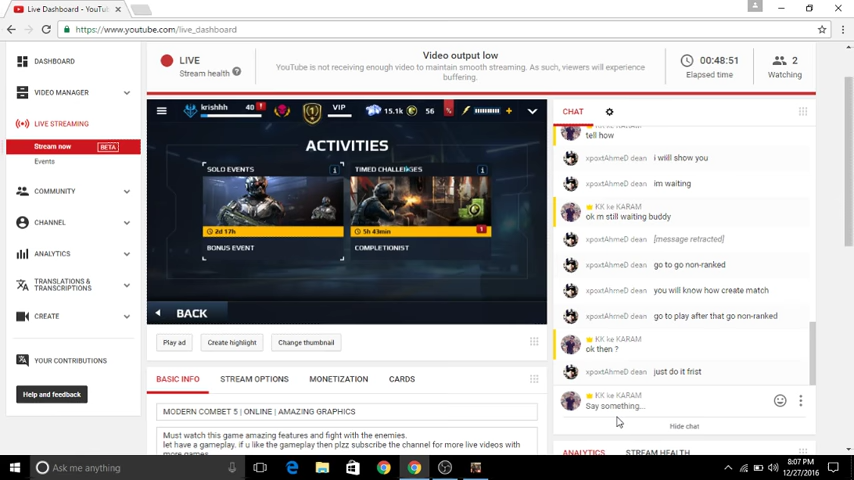 Live Dashboard - YouTube
https://www.youtube.com/live_dashboard
DASHBOARD
VIDEO MANAGER
LIVE STREAMING
Stream now BETA
Events
COMMUNITY
CHANNEL
ANALYTICS
TRANSLATIONS &
TRANSCRIPTIONS
CREATE
YOUR CONTRIBUTIONS
Help and feedback
LIVE
Stream health
Video output low
YouTube is not receiving enough video to maintain smooth streaming. As such, viewers will experience
buffering.
00:48:51
Elapsed time
2
Watching
krishhh 40 VIP 15.1k 56
ACTIVITIES
SOLO EVENTS
2d 17h
BONUS EVENT
TIMED CHALLENGES
5h 43min
1
COMPLETIONIST
BACK
Play ad
Create highlight
Change thumbnail
BASIC INFO
STREAM OPTIONS
MONETIZATION
CARDS
MODERN COMBAT 5 | ONLINE | AMAZING GRAPHICS
Must watch this game amazing features and fight with the enemies.
let have a gameplay. if u like the gameplay then plzz subscribe the channel for more live videos with
more games
CHAT
tell how
xpoxtAhmeD dean i wiill show you
xpoxtAhmeD dean im waiting
KK ke KARAM
ok m still waiting buddy
xpoxtAhmeD dean [message retracted]
xpoxtAhmeD dean go to go non-ranked
xpoxtAhmeD dean you will know how create match
xpoxtAhmeD dean go to play after that go non-ranked
KK ke KARAM
ok then ?
xpoxtAhmeD dean just do it frist
KK ke KARAM
Say something...
Hide chat
ANALYTICS
STREAM HEALTH
Ask me anything
8:07 PM
12/27/2016